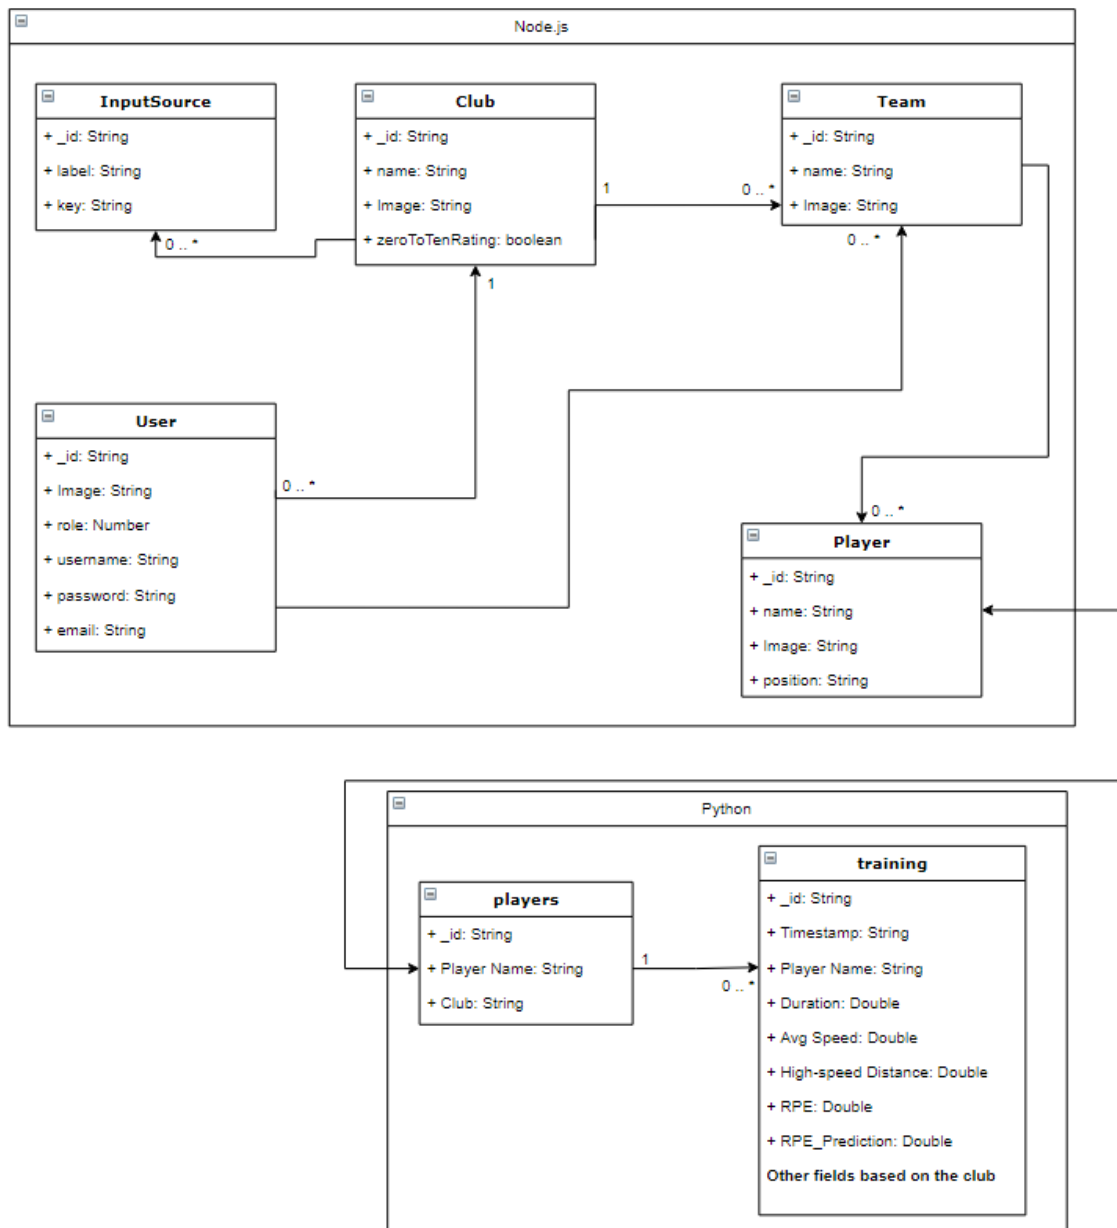 Node.js
InputSource
+ _id: String
+ label: String
+ key: String
0 .. *
Club
+ _id: String
+ name: String
+ Image: String
+ zeroToTenRating: boolean
1
0 .. *
1
Team
+ _id: String
+ name: String
+ Image: String
0 .. *
User
+ _id: String
+ Image: String
+ role: Number
+ username: String
+ password: String
+ email: String
0 .. *
0 .. *
Player
+ _id: String
+ name: String
+ Image: String
+ position: String
Python
players
+ _id: String
+ Player Name: String
+ Club: String
1
0 .. *
training
+ _id: String
+ Timestamp: String
+ Player Name: String
+ Duration: Double
+ Avg Speed: Double
+ High-speed Distance: Double
+ RPE: Double
+ RPE_Prediction: Double
Other fields based on the club